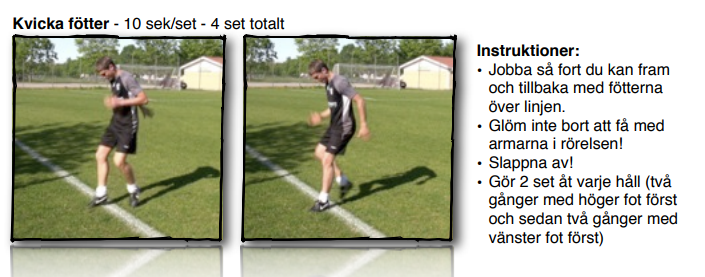 Kvicka fötter - 10 sek/set - 4 set totalt
Instruktioner:
• Jobba så fort du kan fram
och tillbaka med fötterna
över linjen.
• Glöm inte bort att få med
armarna i rörelsen!
• Slappna av!
• Gör 2 set åt varje håll (två
gånger med höger fot först
och sedan två gånger med
vänster fot först)